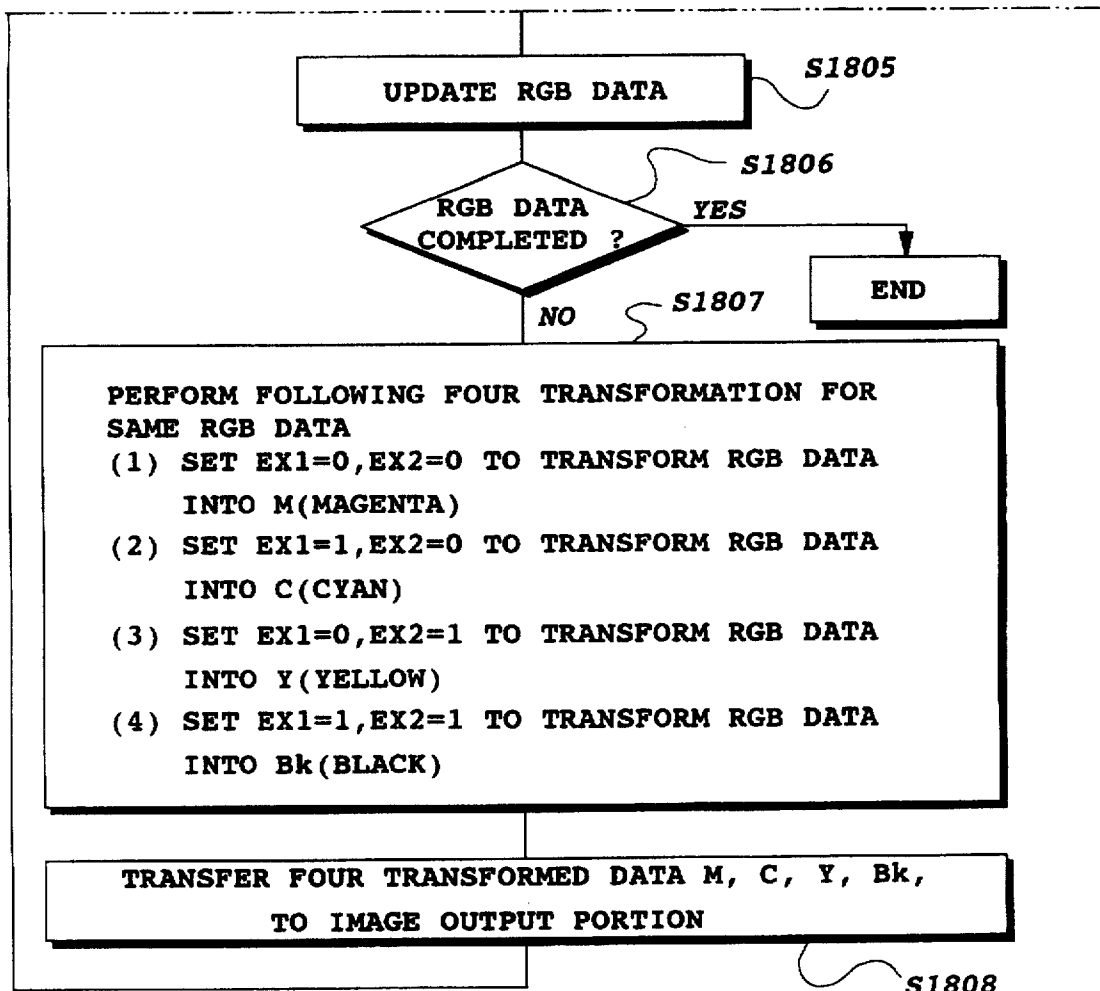 UPDATE RGB DATA
S1805
S1806
RGB DATA
COMPLETED ?
YES
END
NO
S1807
PERFORM FOLLOWING FOUR TRANSFORMATION FOR
SAME RGB DATA
(1) SET EX1=0,EX2=0 TO TRANSFORM RGB DATA
INTO M(MAGENTA)
(2) SET EX1=1,EX2=0 TO TRANSFORM RGB DATA
INTO C(CYAN)
(3) SET EX1=0,EX2=1 TO TRANSFORM RGB DATA
INTO Y(YELLOW)
(4) SET EX1=1,EX2=1 TO TRANSFORM RGB DATA
INTO Bk(BLACK)
TRANSFER FOUR TRANSFORMED DATA M, C, Y, Bk,
TO IMAGE OUTPUT PORTION
S1808